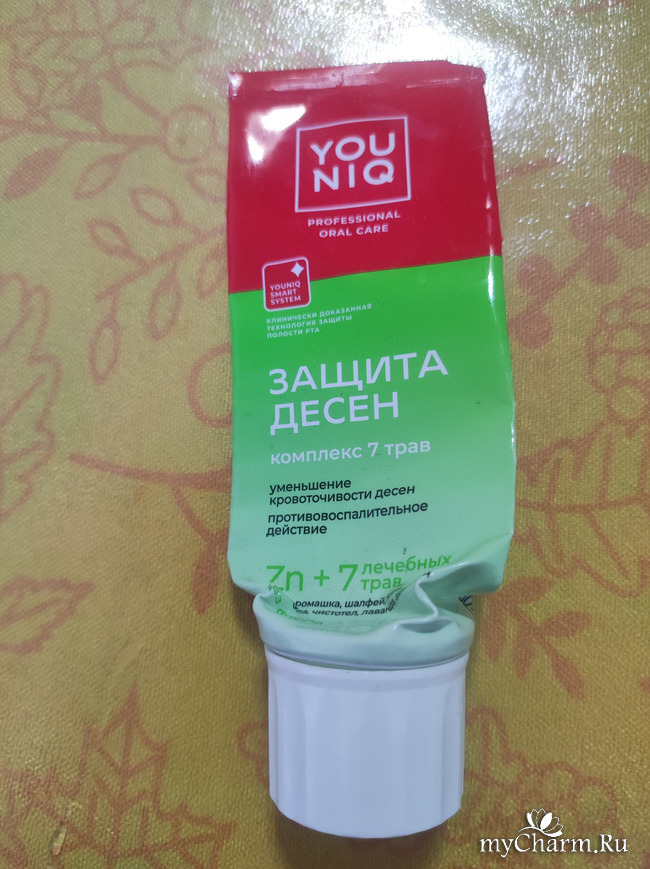 YOU
NIQ
PROFESSIONAL
ORAL CARE
YOUNIQ
SMART
SYSTEM
КЛИНИЧЕСКИ ДОКАЗАННАЯ
ТЕХНОЛОГИЯ ЗАЩИТЫ
ПОЛОСТИ РТА
ЗАЩИТА
ДЕСЕН
комплекс 7 трав
уменьшение
кровоточивости десен
противовоспалительное
действие
Zn + 7 лечебных
трав
ромашка, шалфей,
чистотел,
myCharm.Ru